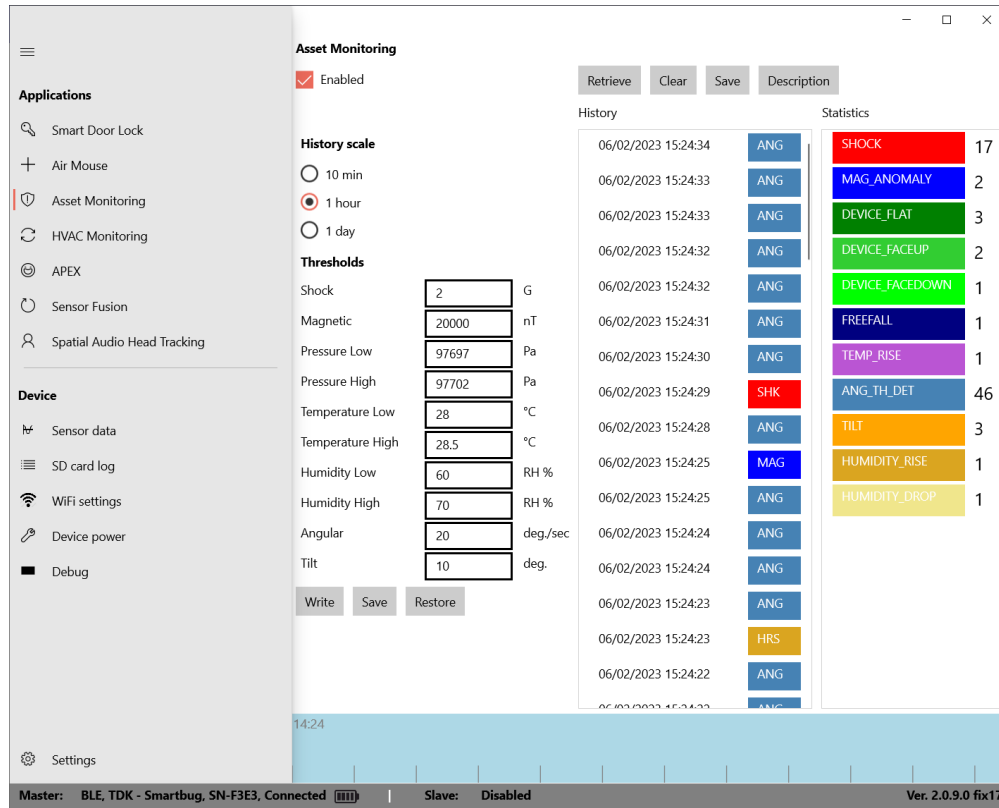 Applications
Smart Door Lock
Air Mouse
Asset Monitoring
HVAC Monitoring
APEX
Sensor Fusion
Spatial Audio Head Tracking
Device
Sensor data
SD card log
WiFi settings
Device power
Debug
Settings
Asset Monitoring
Enabled
History scale
10 min
1 hour
1 day
Thresholds
Shock 2 G
Magnetic 20000 nT
Pressure Low 97697 Pa
Pressure High 97702 Pa
Temperature Low 28 °C
Temperature High 28.5 °C
Humidity Low 60 RH %
Humidity High 70 RH %
Angular 20 deg./sec
Tilt 10 deg.
Write Save Restore
Retrieve Clear Save Description
History
06/02/2023 15:24:34 ANG
06/02/2023 15:24:33 ANG
06/02/2023 15:24:33 ANG
06/02/2023 15:24:32 ANG
06/02/2023 15:24:32 ANG
06/02/2023 15:24:31 ANG
06/02/2023 15:24:30 ANG
06/02/2023 15:24:29 SHK
06/02/2023 15:24:28 ANG
06/02/2023 15:24:25 MAG
06/02/2023 15:24:25 ANG
06/02/2023 15:24:24 ANG
06/02/2023 15:24:24 ANG
06/02/2023 15:24:23 ANG
06/02/2023 15:24:23 HRS
06/02/2023 15:24:22 ANG
Statistics
SHOCK 17
MAG_ANOMALY 2
DEVICE_FLAT 3
DEVICE_FACEUP 2
DEVICE_FACEDOWN 1
FREEFALL 1
TEMP_RISE 1
ANG_TH_DET 46
TILT 3
HUMIDITY_RISE 1
HUMIDITY_DROP 1
14:24
Master: BLE, TDK - Smartbug, SN-F3E3, Connected | Slave: Disabled Ver. 2.0.9.0 fix17